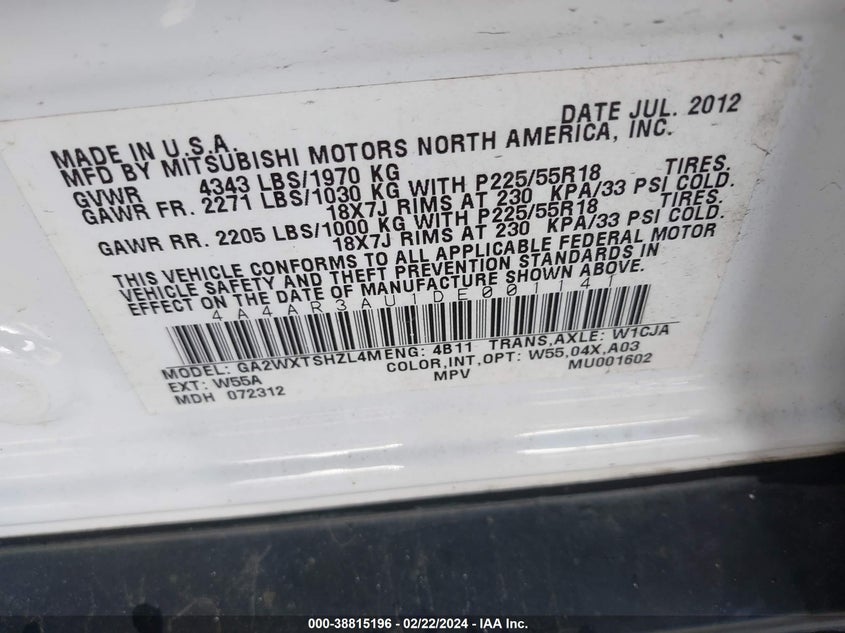 DATE JUL. 2012
MADE IN U.S.A.
MFD BY MITSUBISHI MOTORS NORTH AMERICA, INC.
GVWR 4343 LBS/1970 KG
GAWR FR. 2271 LBS/1030 KG WITH P225/55R18 TIRES.
18X7J RIMS AT 230 KPA/33 PSI COLD.
GAWR RR. 2205 LBS/1000 KG WITH P225/55R18 TIRES.
18X7J RIMS AT 230 KPA/33 PSI COLD.
THIS VEHICLE CONFORMS TO ALL APPLICABLE FEDERAL MOTOR
VEHICLE SAFETY AND THEFT PREVENTION STANDARDS IN
EFFECT ON THE DATE OF MANUFACTURE SHOWN ABOVE.
4A4AR3AU1DE001141
MODEL: GA2WXTSHZL4M ENG: 4B11 TRANS,AXLE: W1CJA
EXT: W55A COLOR,INT,OPT: W55,04X,A03
MDH 072312 MPV MU001602
000-38815196 - 02/22/2024 - IAA Inc.